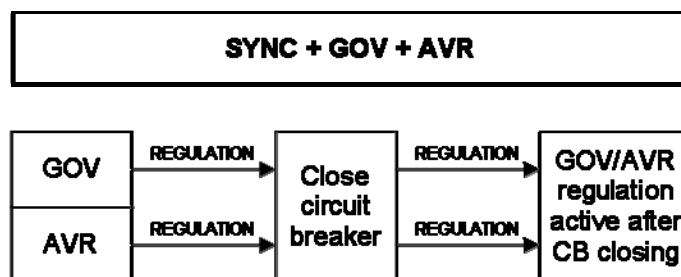 SYNC + GOV + AVR
GOV
REGULATION
AVR
REGULATION
Close
circuit
breaker
REGULATION
REGULATION
GOV/AVR
regulation
active after
CB closing